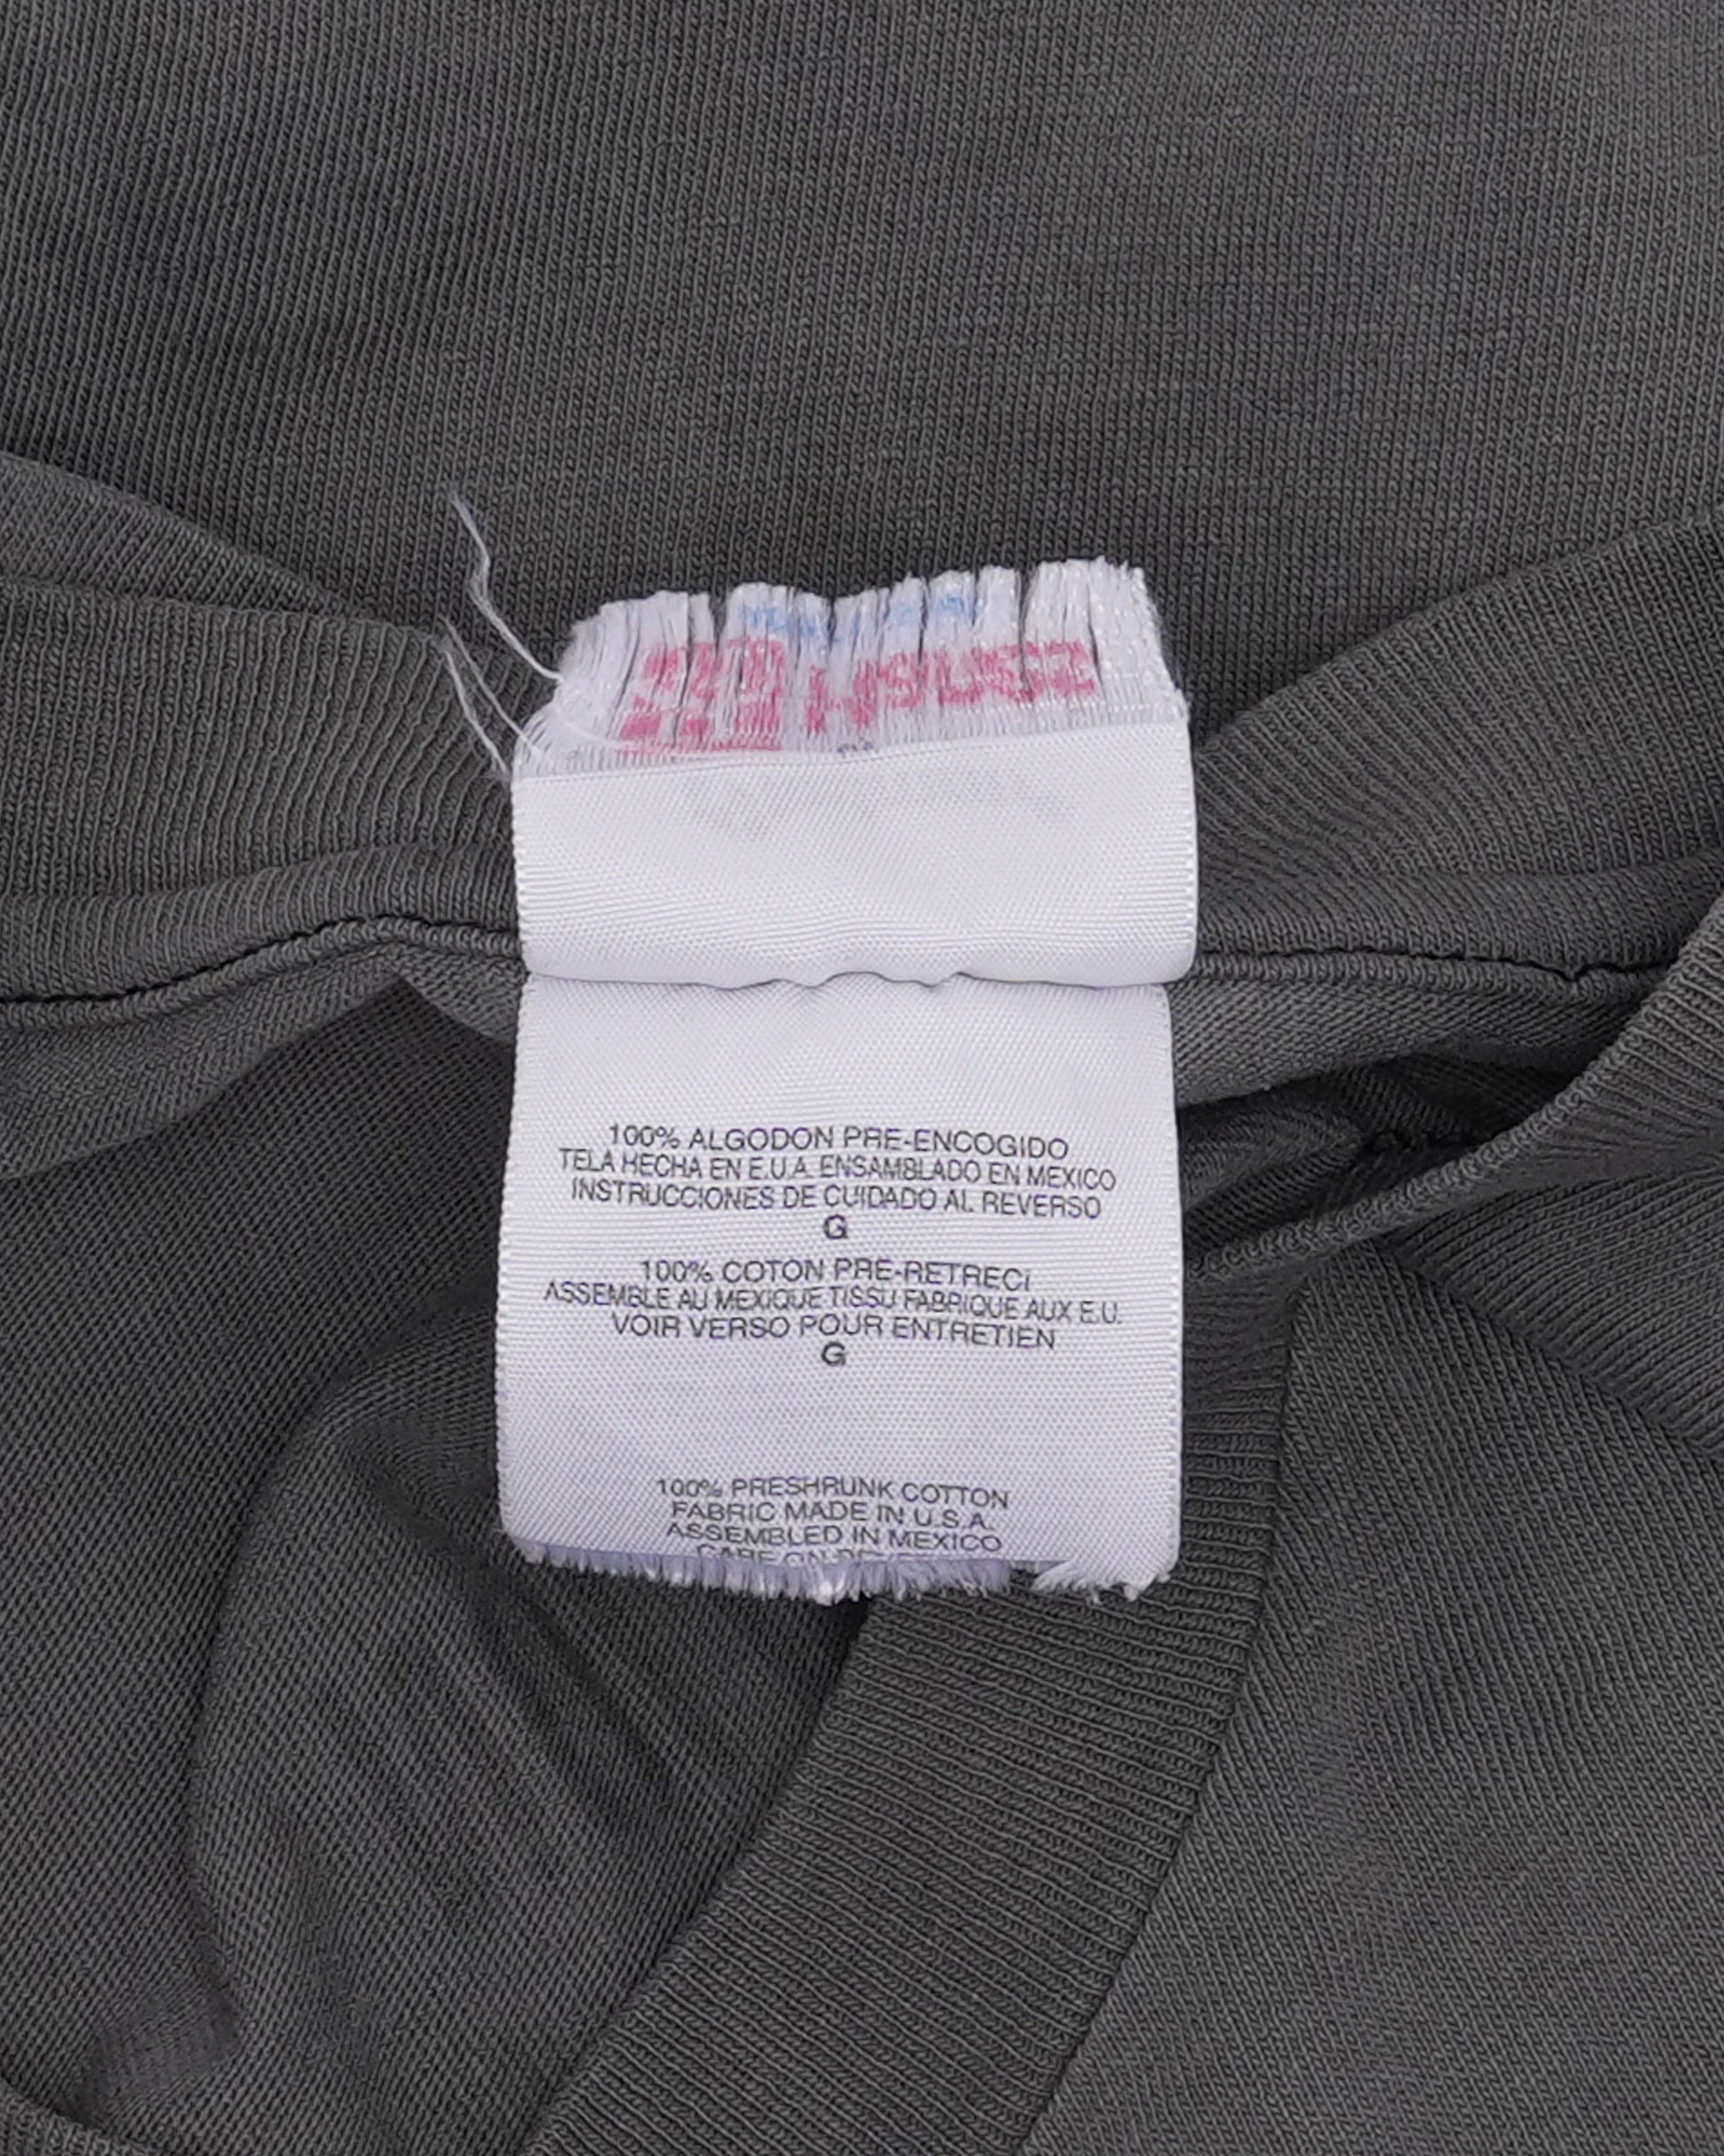 100% ALGODON PRE-ENCOGIDO
TELA HECHA EN E.U.A. ENSAMBLADO EN MEXICO
INSTRUCCIONES DE CUIDADO AL REVERSO
G
100% COTON PRE-RETRECI
ASSEMBLE AU MEXIQUE TISSU FABRIQUE AUX E.U.
VOIR VERSO POUR ENTRETIEN
G
100% PRESHRUNK COTTON
FABRIC MADE IN U.S.A.
ASSEMBLED IN MEXICO
CARE ON